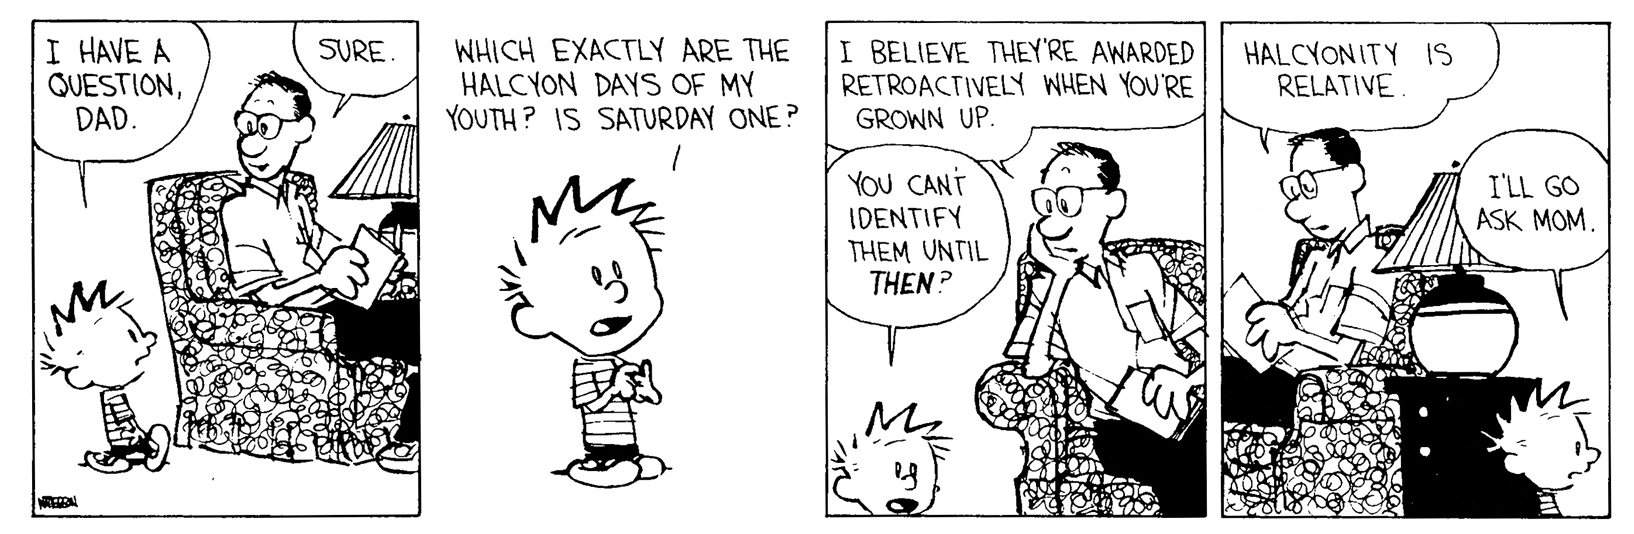 I HAVE A
QUESTION,
DAD.
SURE.
WHICH EXACTLY ARE THE
HALCYON DAYS OF MY
YOUTH? IS SATURDAY ONE?
I BELIEVE THEY'RE AWARDED
RETROACTIVELY WHEN YOU'RE
GROWN UP.
YOU CAN'T
IDENTIFY
THEM UNTIL
THEN?
HALCYONITY IS
RELATIVE.
I'LL GO
ASK MOM.
WATTERSON